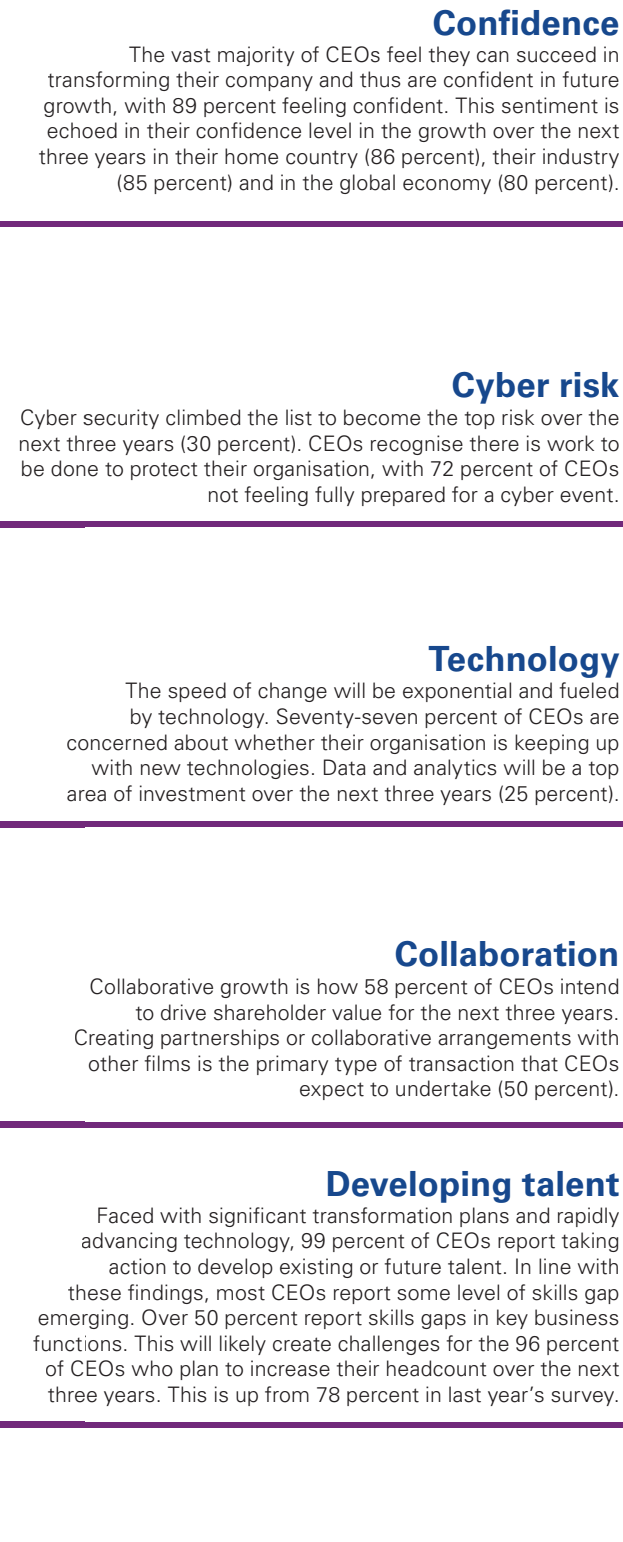 Confidence
The vast majority of CEOs feel they can succeed in
transforming their company and thus are confident in future
growth, with 89 percent feeling confident. This sentiment is
echoed in their confidence level in the growth over the next
three years in their home country (86 percent), their industry
(85 percent) and in the global economy (80 percent).
Cyber risk
Cyber security climbed the list to become the top risk over the
next three years (30 percent). CEOs recognise there is work to
be done to protect their organisation, with 72 percent of CEOs
not feeling fully prepared for a cyber event.
Technology
The speed of change will be exponential and fueled
by technology. Seventy-seven percent of CEOs are
concerned about whether their organisation is keeping up
with new technologies. Data and analytics will be a top
area of investment over the next three years (25 percent).
Collaboration
Collaborative growth is how 58 percent of CEOs intend
to drive shareholder value for the next three years.
Creating partnerships or collaborative arrangements with
other films is the primary type of transaction that CEOs
expect to undertake (50 percent).
Developing talent
Faced with significant transformation plans and rapidly
advancing technology, 99 percent of CEOs report taking
action to develop existing or future talent. In line with
these findings, most CEOs report some level of skills gap
emerging. Over 50 percent report skills gaps in key business
functions. This will likely create challenges for the 96 percent
of CEOs who plan to increase their headcount over the next
three years. This is up from 78 percent in last year's survey.